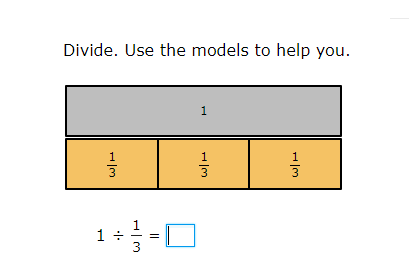 Divide. Use the models to help you.
1
1/3 1/3 1/3
1 ÷ 1/3 =